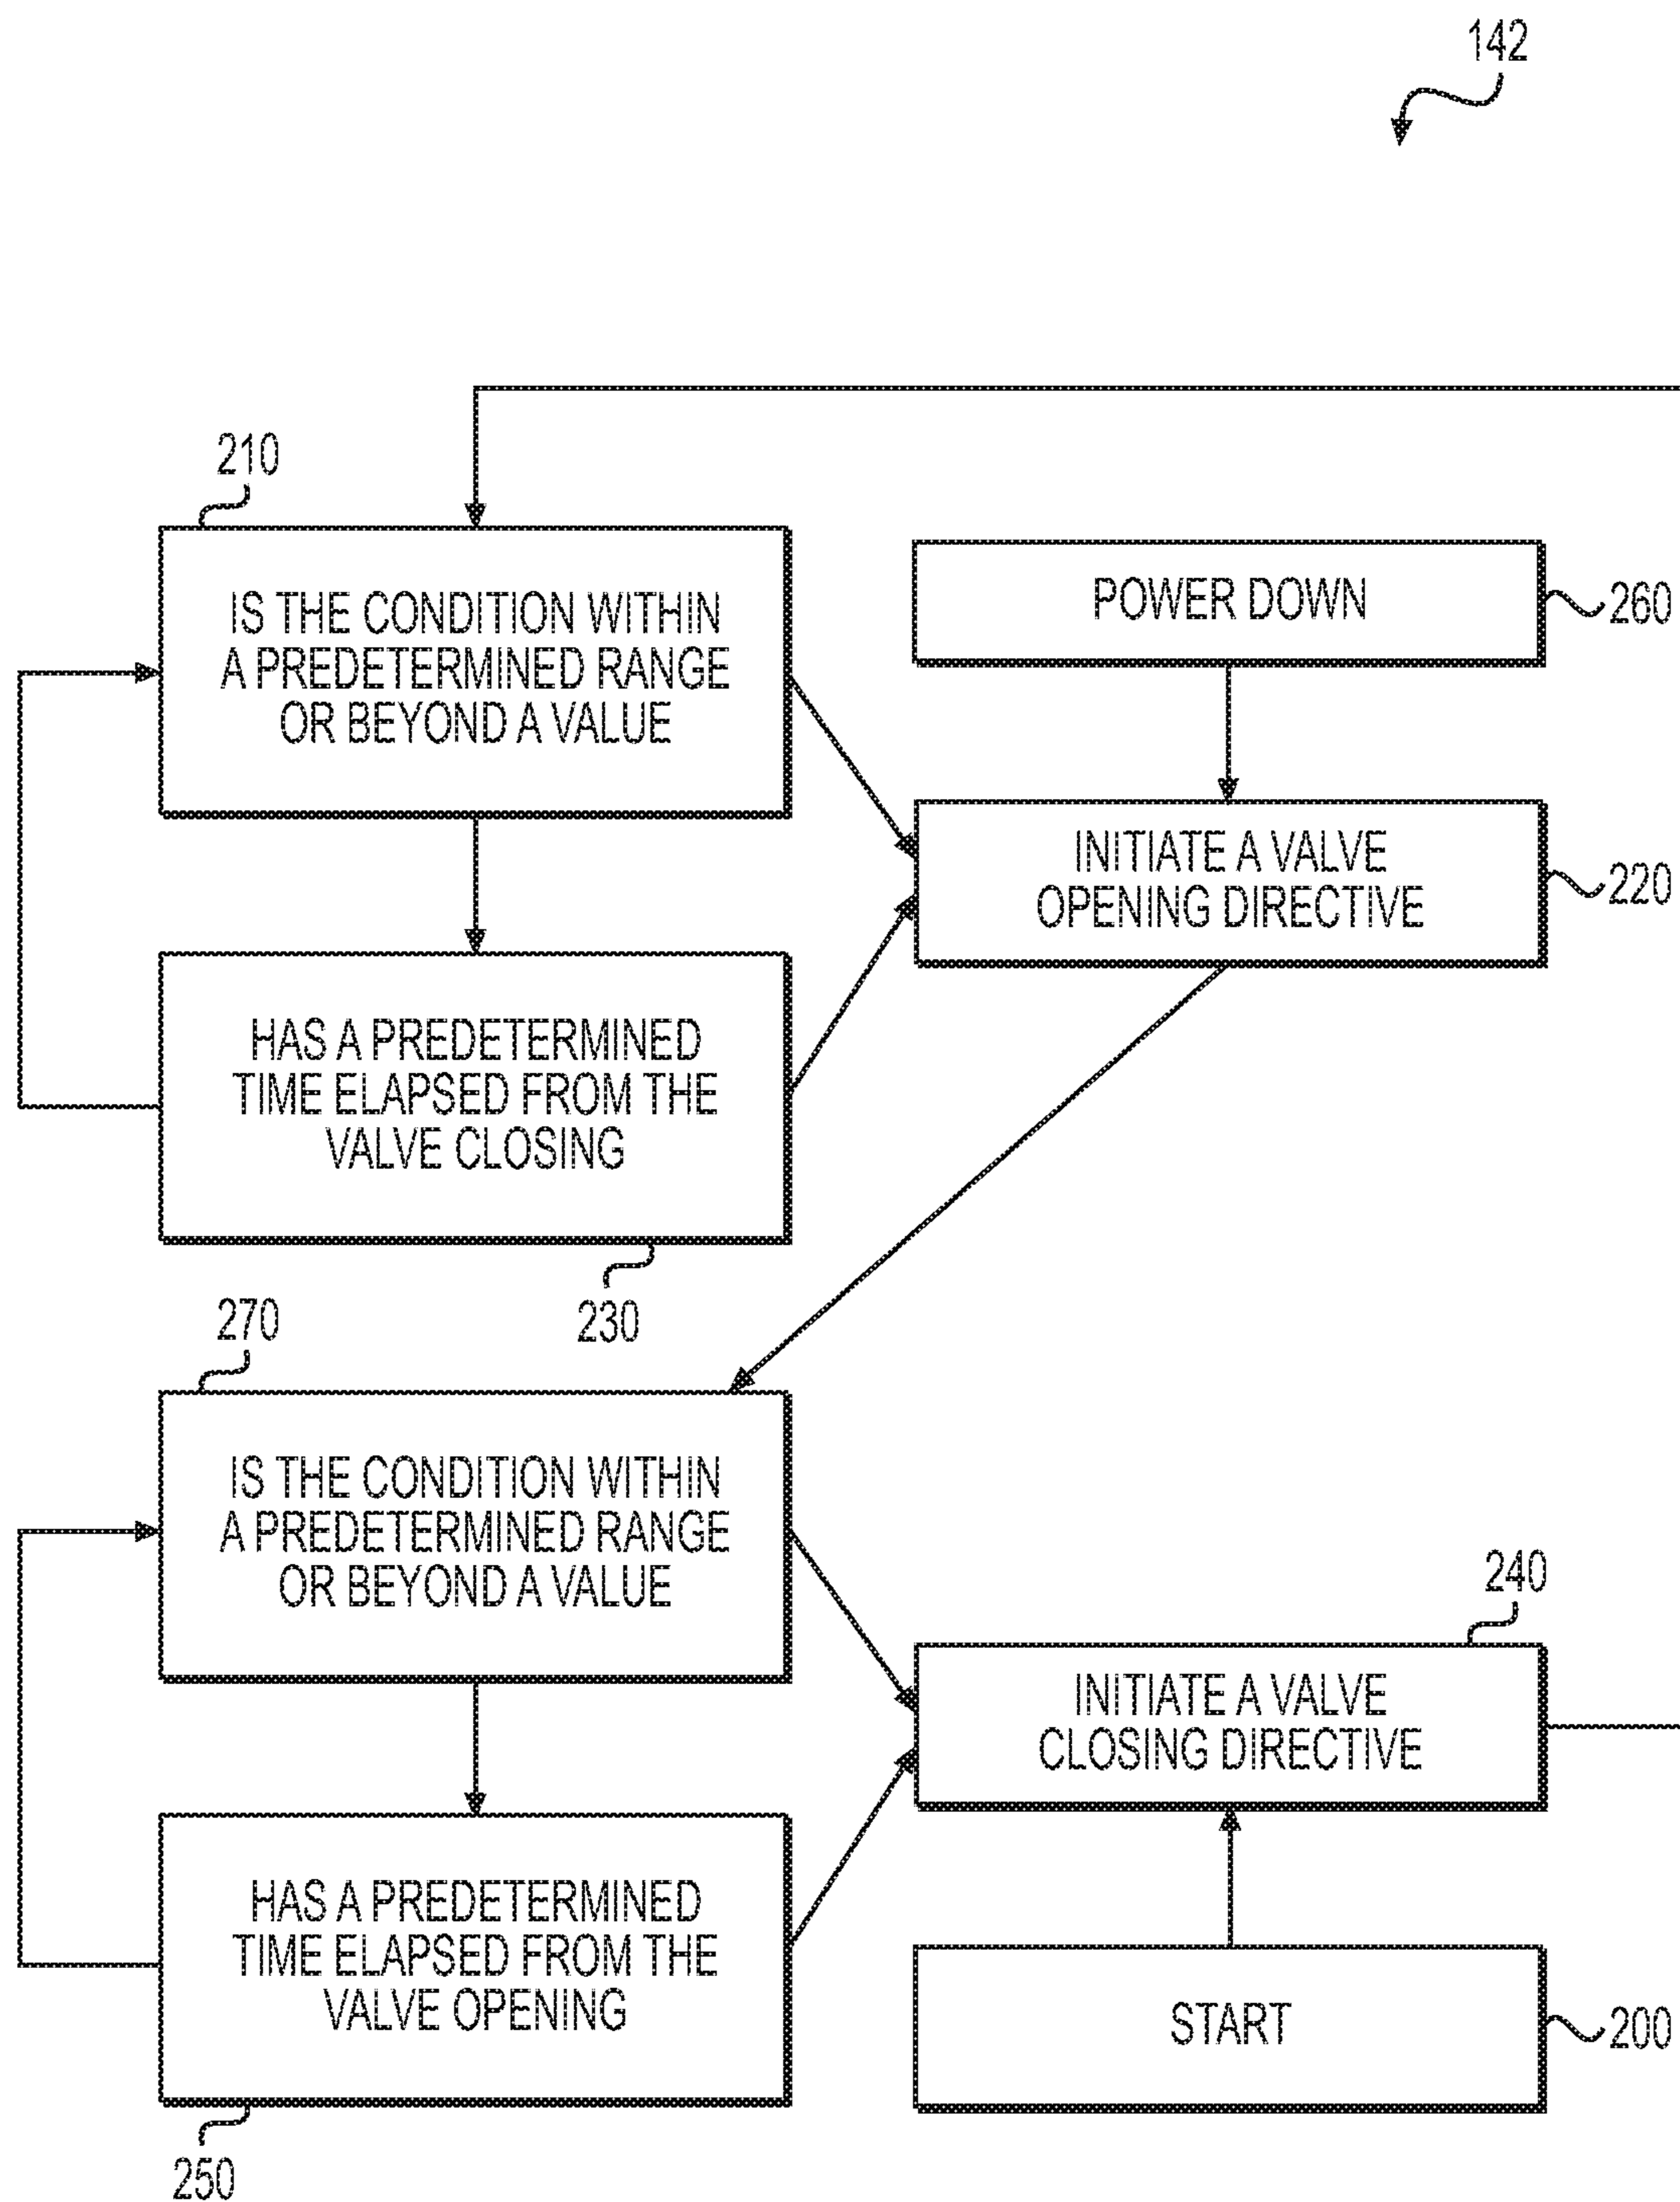 142
210
IS THE CONDITION WITHIN
A PREDETERMINED RANGE
OR BEYOND A VALUE
POWER DOWN
260
INITIATE A VALVE
OPENING DIRECTIVE
220
HAS A PREDETERMINED
TIME ELAPSED FROM THE
VALVE CLOSING
230
270
IS THE CONDITION WITHIN
A PREDETERMINED RANGE
OR BEYOND A VALUE
240
INITIATE A VALVE
CLOSING DIRECTIVE
HAS A PREDETERMINED
TIME ELAPSED FROM THE
VALVE OPENING
250
START
200